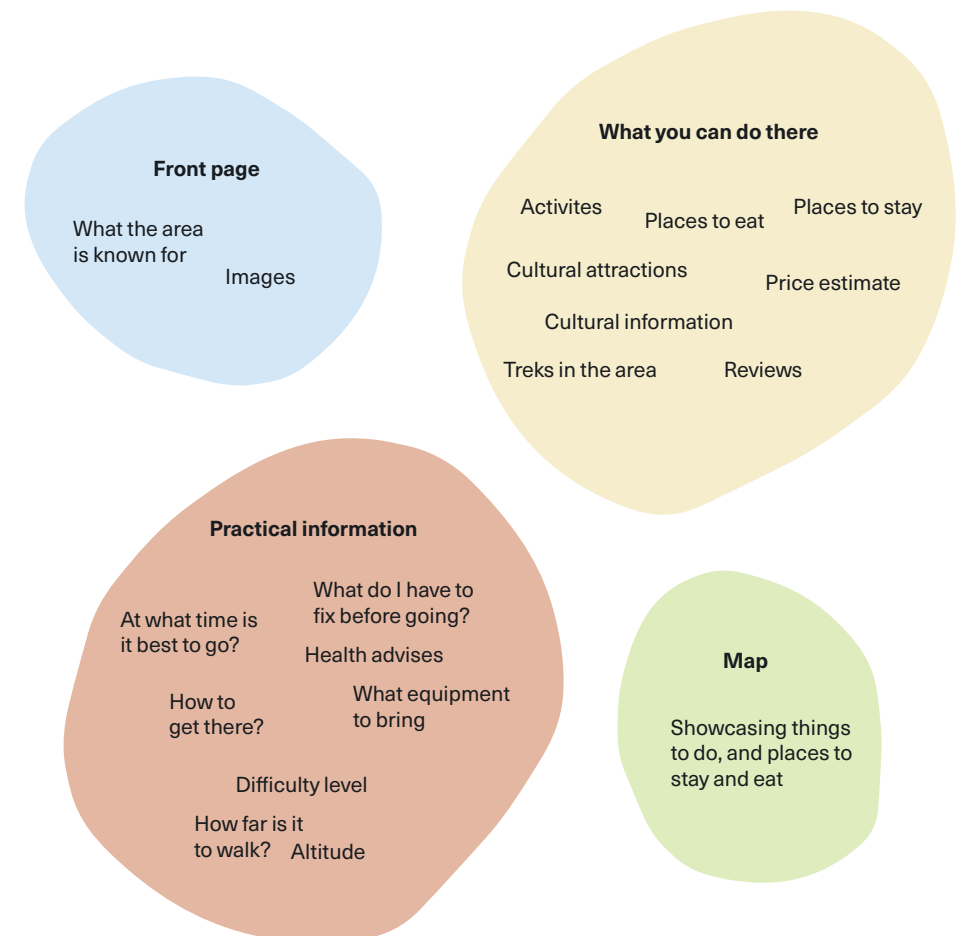 Front page
What the area
is known for
Images
What you can do there
Activites
Places to eat
Places to stay
Cultural attractions
Price estimate
Cultural information
Treks in the area
Reviews
Practical information
What do I have to
fix before going?
At what time is
it best to go?
Health advises
What equipment
to bring
How to
get there?
Difficulty level
How far is it
to walk?
Altitude
Map
Showcasing things
to do, and places to
stay and eat